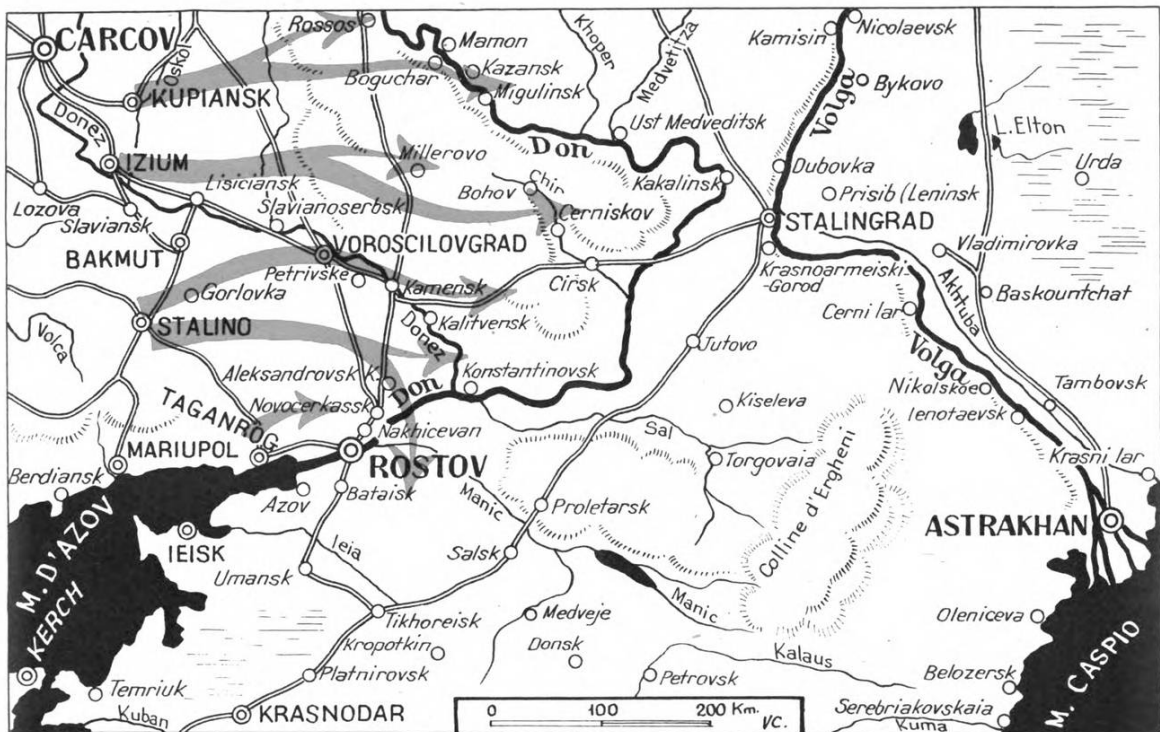 CARCOV
Rossos
Oskol
KUPIANSK
Mamon
Boguchar
Kazansk
Migulinsk
Khoper
Medvetitza
Kamisin
Nicolaevsk
Bykovo
Volga
Donez
IZIUM
Millerovo
Ust Medveditsk
Don
L.Elton
Urda
Dubovka
Prisib (Leninsk
Lozova
Slaviansk
Lisiciansk
Slavianoserbsk
Bohov
Chir
Kakalinsk
Cerniskov
STALINGRAD
BAKMUT
VOROSCILOVGRAD
Petrivske
Kamensk
Cirsk
Krasnoarmeiski
-Gorod
Vladimirovka
Akhtuba
Baskountchat
Gorlovka
STALINO
Kalitvensk
Donez
Volca
Cerni Iar
Jutovo
Volga
Aleksandrovsk K.
Don
Konstantinovsk
Nikolskoe
Tambovsk
TAGANROG
Novocerkassk
Nakhicevan
Kiseleva
Ienotaevsk
MARIUPOL
ROSTOV
Sal
Torgovaia
Krasni Iar
Berdiansk
Azov
Bataisk
Manic
Proletarsk
Colline d'Ergheni
ASTRAKHAN
M. D'AZOV
IEISK
Ieia
Salsk
Umansk
KERCH
Tikhoreisk
Medveje
Manic
Oleniceva
Kropotkin
Donsk
Kalaus
Platnirovsk
Petrovsk
Belozersk
M. CASPIO
Temriuk
Kuban
KRASNODAR
0 100 200 Km.
VC.
Serebriakovskaia
Kuma